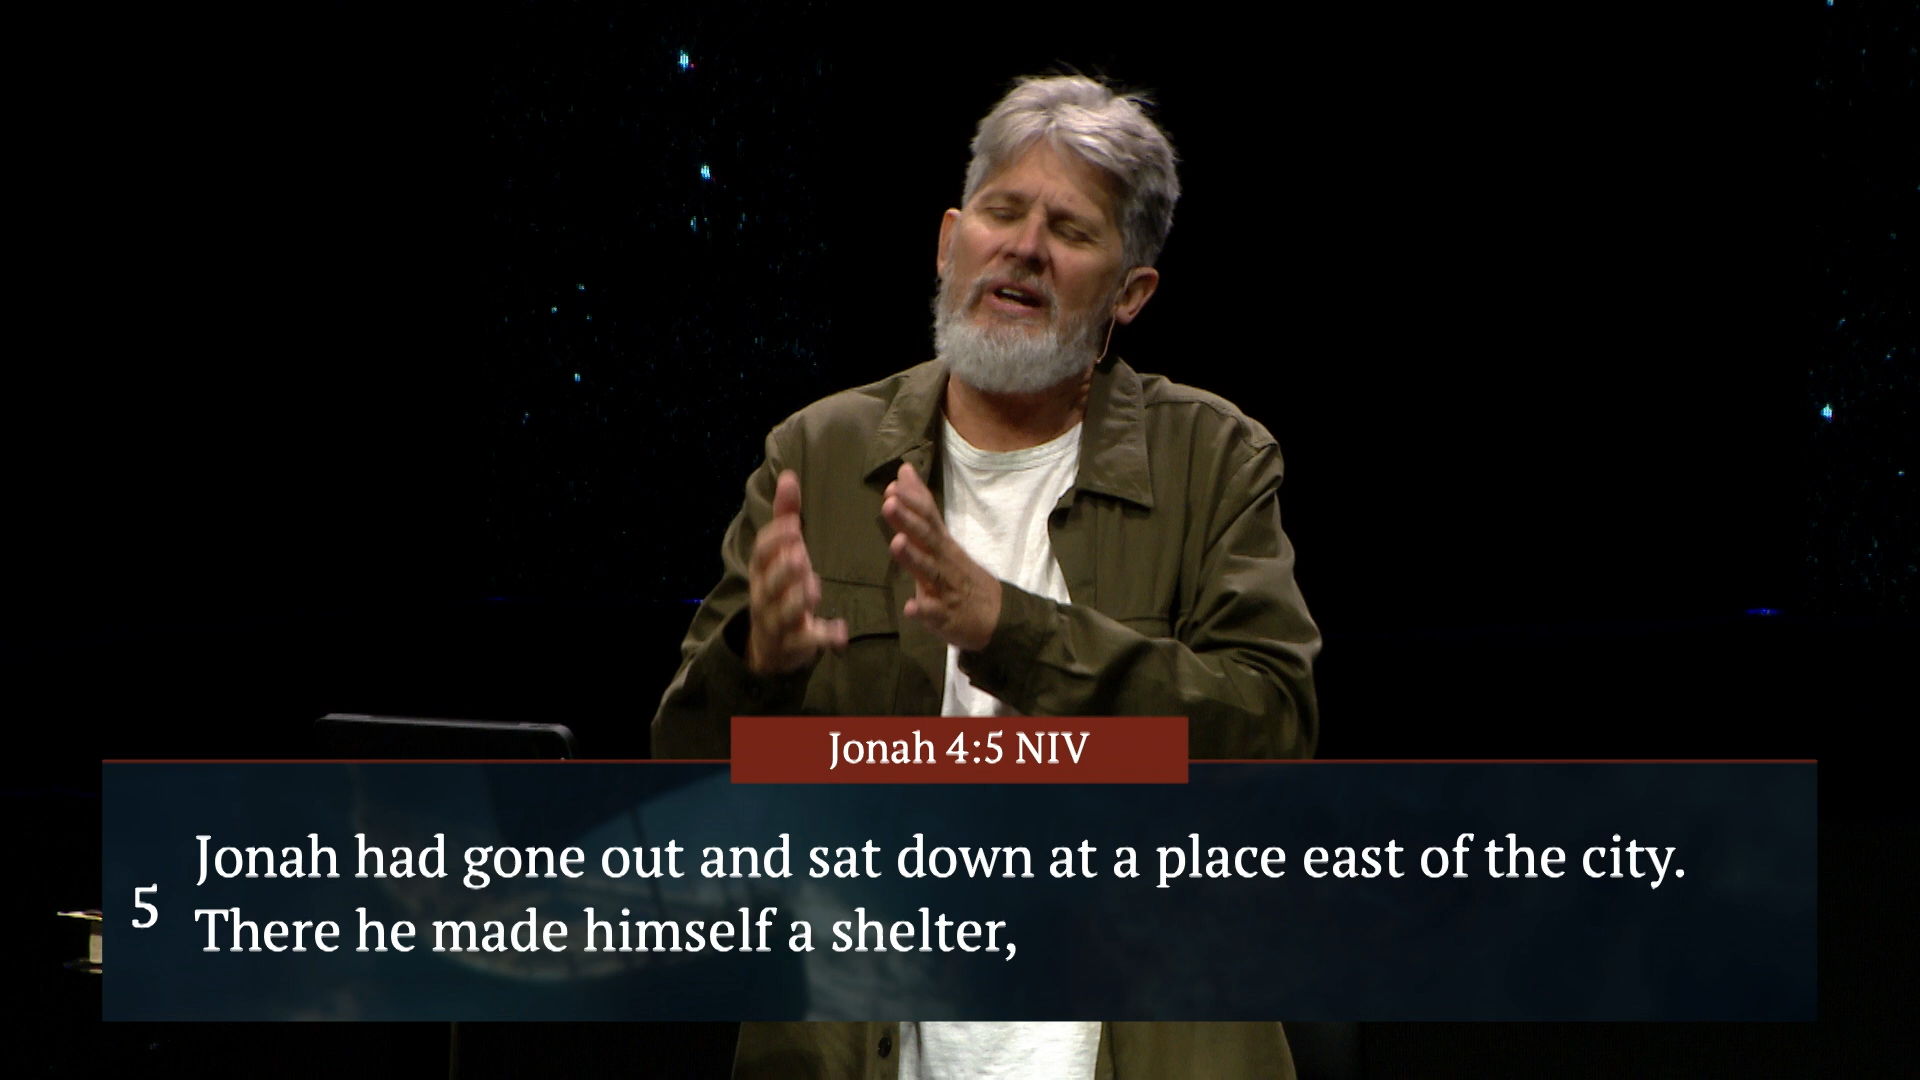 Jonah 4:5 NIV
5
Jonah had gone out and sat down at a place east of the city.
There he made himself a shelter,